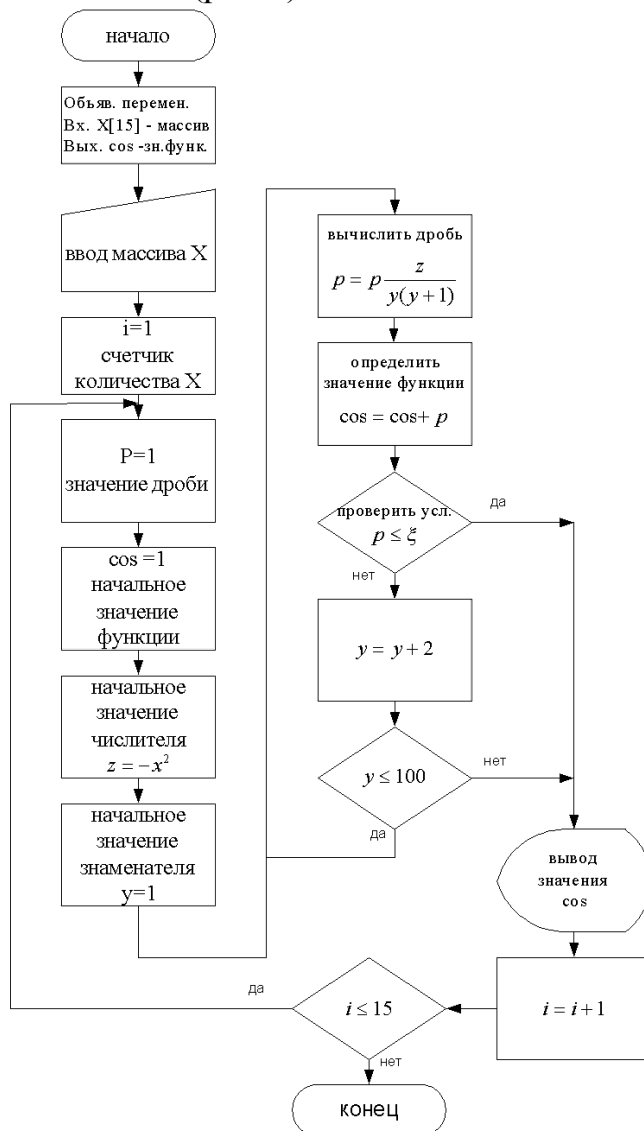 начало
Объяв. перемен.
Вх. X[15] - массив
Вых. cos -зн.функ.
ввод массива X
i=1
счетчик
количества X
P=1
значение дроби
cos =1
начальное
значение
функции
начальное
значение
числителя
z = −x²
начальное
значение
знаменателя
y=1
вычислить дробь
p = p z / y(y+1)
определить
значение функции
cos = cos+ p
проверить усл.
p ≤ ξ
да
нет
y = y + 2
y ≤ 100
нет
да
вывод
значения
cos
i = i + 1
i ≤ 15
да
нет
конец